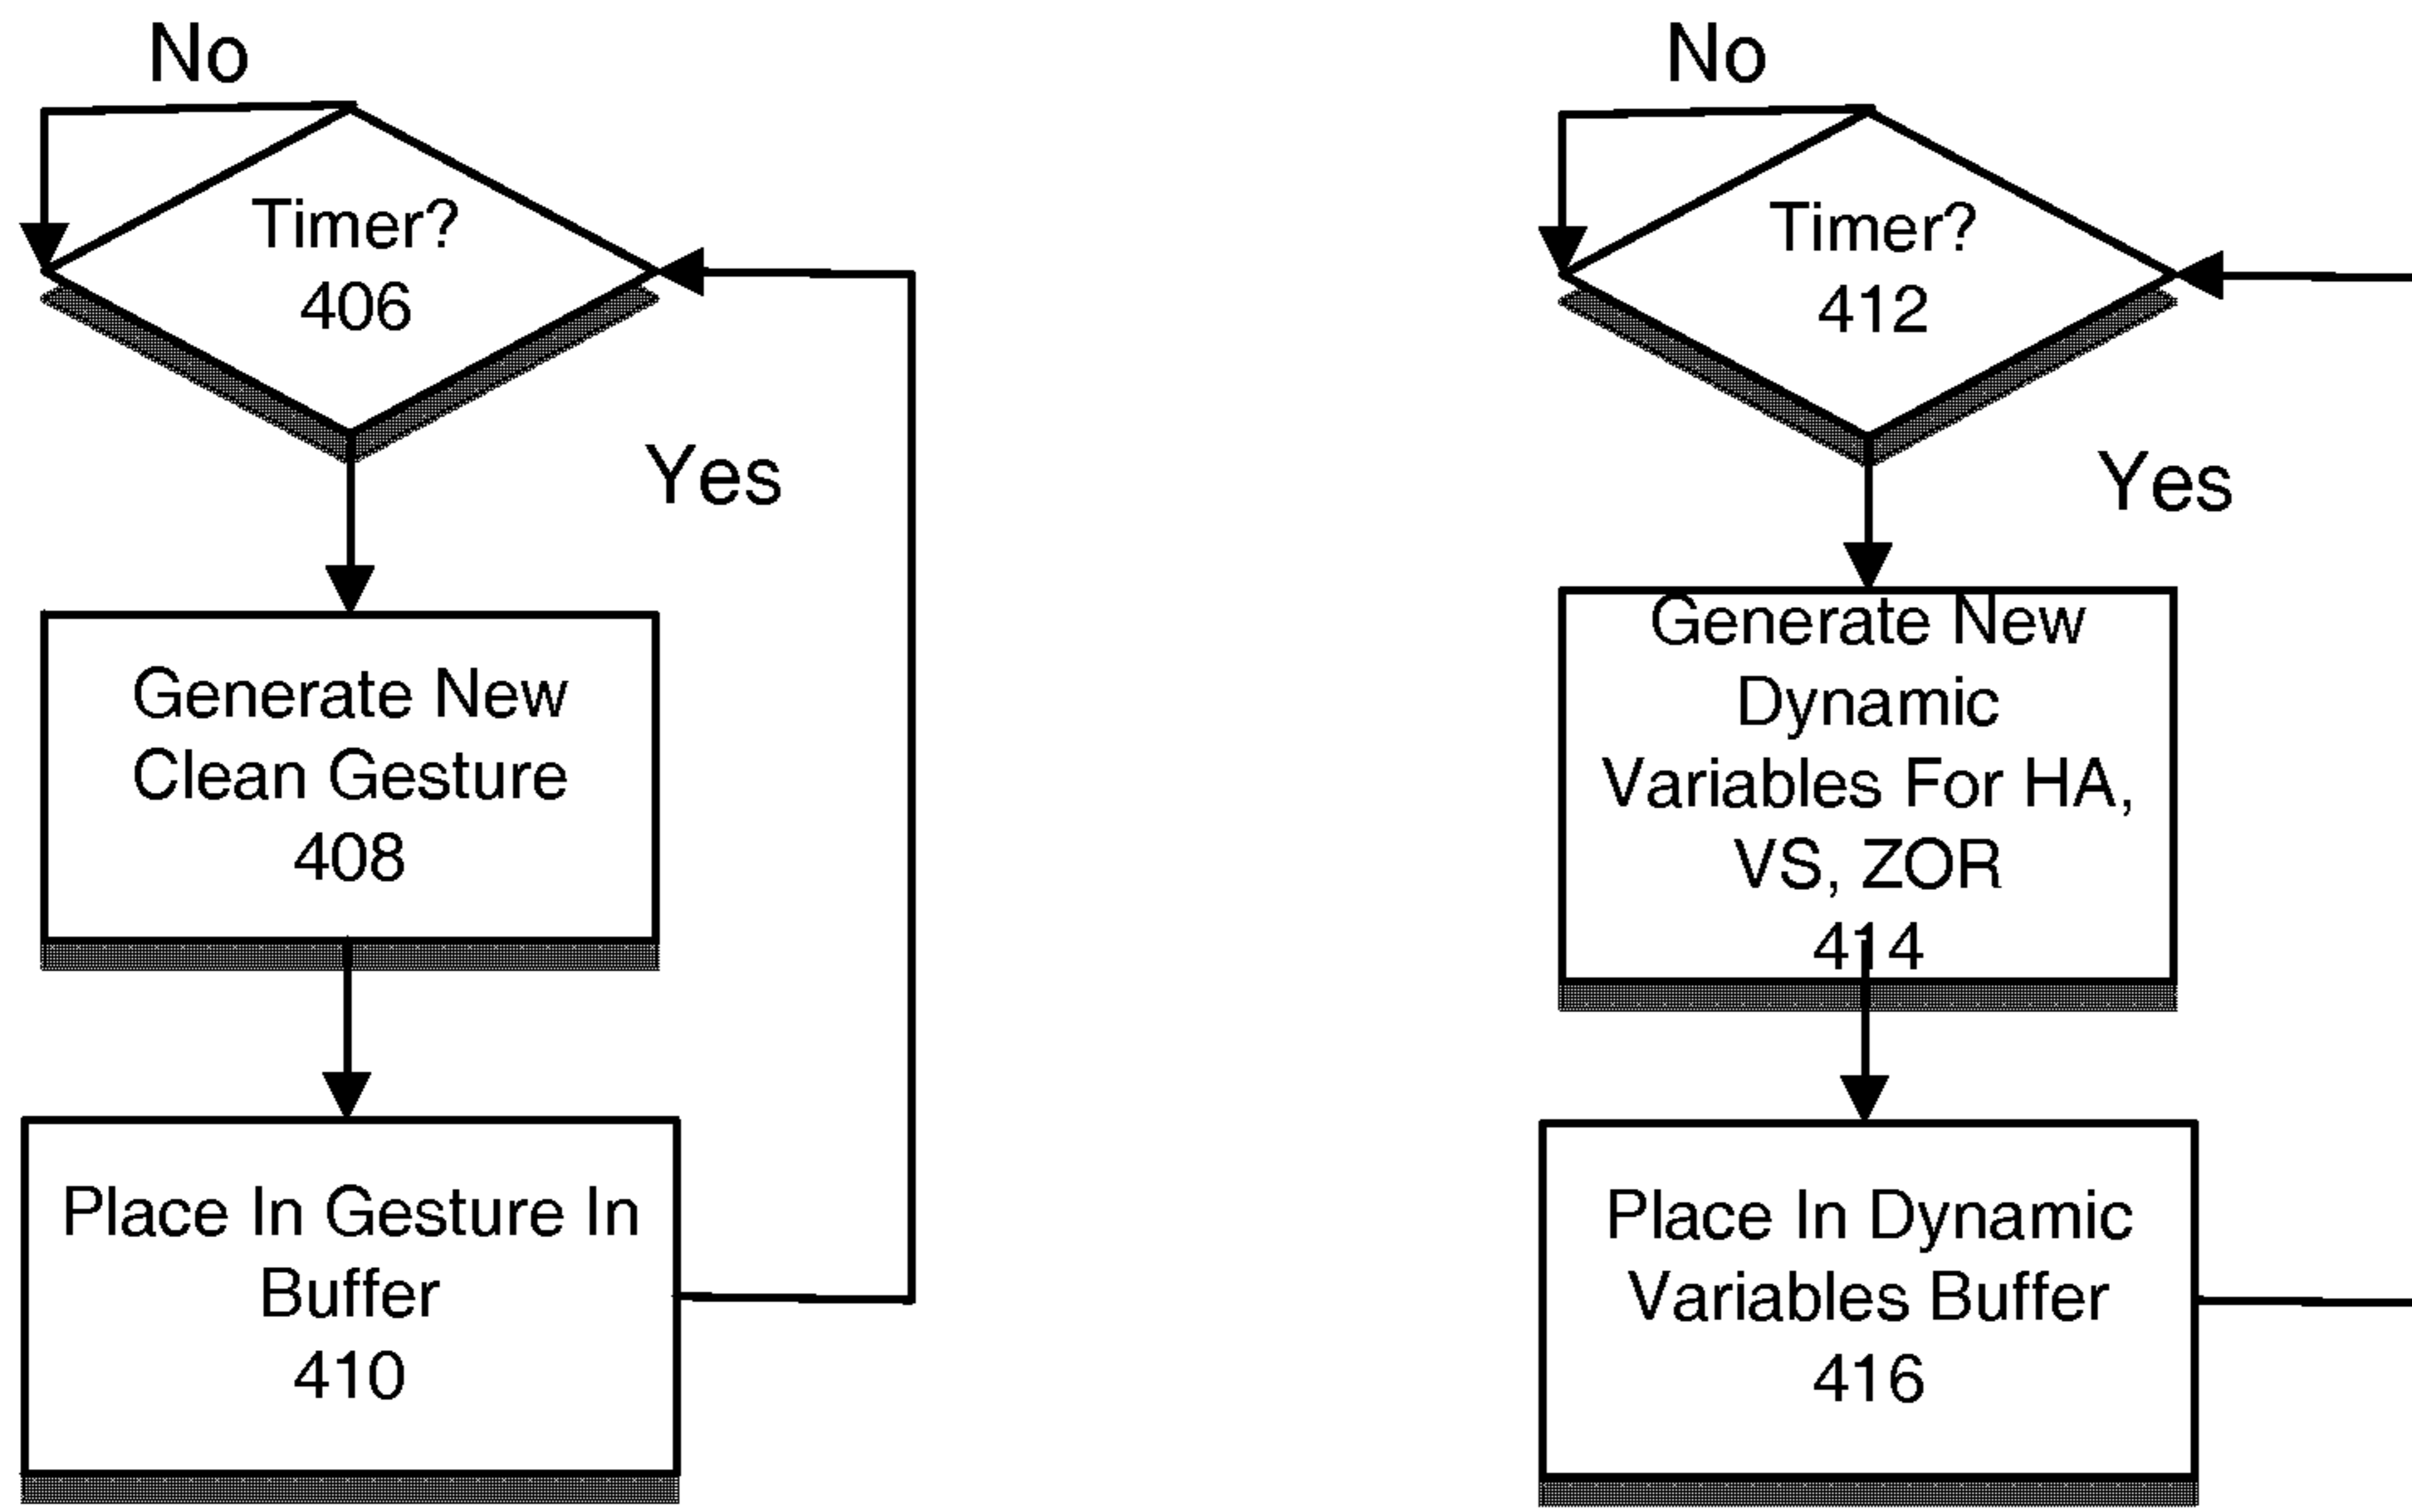 No
Timer?
406
Yes
Generate New
Clean Gesture
408
Place In Gesture In
Buffer
410
No
Timer?
412
Yes
Generate New
Dynamic
Variables For HA,
VS, ZOR
414
Place In Dynamic
Variables Buffer
416